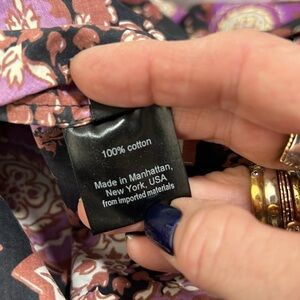 100% cotton
Made in Manhattan,
New York, USA
from imported materials